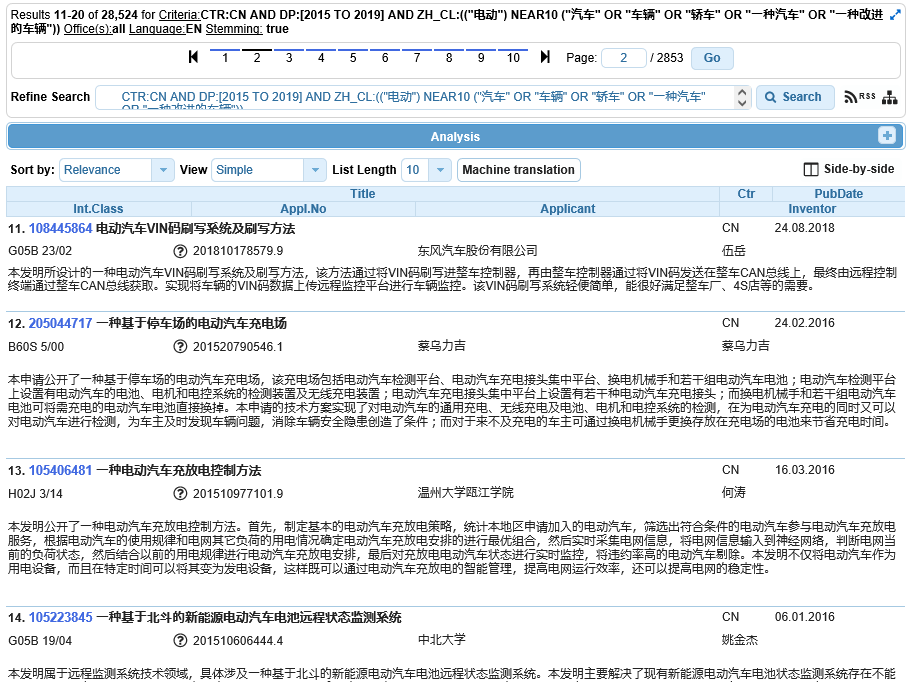 Results 11-20 of 28,524 for Criteria:CTR:CN AND DP:[2015 TO 2019] AND ZH_CL:(("电动") NEAR10 ("汽车" OR "车辆" OR "轿车" OR "一种汽车" OR "一种改进
的车辆")) Office(s):all Language:EN Stemming: true
1 2 3 4 5 6 7 8 9 10 Page: 2 / 2853 Go
Refine Search CTR:CN AND DP:[2015 TO 2019] AND ZH_CL:(("电动") NEAR10 ("汽车" OR "车辆" OR "轿车" OR "一种汽车" Search RSS
OR "一种改进的车辆"))
Analysis
Sort by: Relevance View Simple List Length 10 Machine translation Side-by-side
Title Ctr PubDate
Int.Class Appl.No Applicant Inventor
11. 108445864 电动汽车VIN码刷写系统及刷写方法 CN 24.08.2018
G05B 23/02 ? 201810178579.9 东风汽车股份有限公司 伍岳
本发明所设计的一种电动汽车VIN码刷写系统及刷写方法，该方法通过将VIN码刷写进整车控制器，再由整车控制器通过将VIN码发送在整车CAN总线上，最终由远程控制
终端通过整车CAN总线获取。实现将车辆的VIN码数据上传远程监控平台进行车辆监控。该VIN码刷写系统轻便简单，能很好满足整车厂、4S店等的需要。
12. 205044717 一种基于停车场的电动汽车充电场 CN 24.02.2016
B60S 5/00 ? 201520790546.1 蔡乌力吉 蔡乌力吉
本申请公开了一种基于停车场的电动汽车充电场，该充电场包括电动汽车检测平台、电动汽车充电接头集中平台、换电机械手和若干组电动汽车电池；电动汽车检测平台
上设置有电动汽车的电池、电机和电控系统的检测装置及无线充电装置；电动汽车充电接头集中平台上设置有若干种电动汽车充电接头；而换电机械手和若干组电动汽车
电池可将需充电的电动汽车电池直接换掉。本申请的技术方案实现了对电动汽车的通用充电、无线充电及电池、电机和电控系统的检测，在为电动汽车充电的同时又可以
对电动汽车进行检测，为车主及时发现车辆问题，消除车辆安全隐患创造了条件；而对于来不及充电的车主可通过换电机械手更换存放在充电场的电池来节省充电时间。
13. 105406481 一种电动汽车充放电控制方法 CN 16.03.2016
H02J 3/14 ? 201510977101.9 温州大学瓯江学院 何涛
本发明公开了一种电动汽车充放电控制方法。首先，制定基本的电动汽车充放电策略，统计本地区申请加入的电动汽车，筛选出符合条件的电动汽车参与电动汽车充放电
服务，根据电动汽车的使用规律和电网其它负荷的用电情况确定电动汽车充放电安排的进行最优组合，然后实时采集电网信息，将电网信息输入到神经网络，判断电网当
前的负荷状态，然后结合以前的用电规律进行电动汽车充放电安排，最后对充放电电动汽车状态进行实时监控，将违约率高的电动汽车剔除。本发明不仅将电动汽车作为
用电设备，而且在特定时间可以将其变为发电设备，这样既可以通过电动汽车充放电的智能管理，提高电网运行效率，还可以提高电网的稳定性。
14. 105223845 一种基于北斗的新能源电动汽车电池远程状态监测系统 CN 06.01.2016
G05B 19/04 ? 201510606444.4 中北大学 姚金杰
本发明属于远程监测系统技术领域，具体涉及一种基于北斗的新能源电动汽车电池远程状态监测系统。本发明主要解决了现有新能源电动汽车电池状态监测系统存在不能